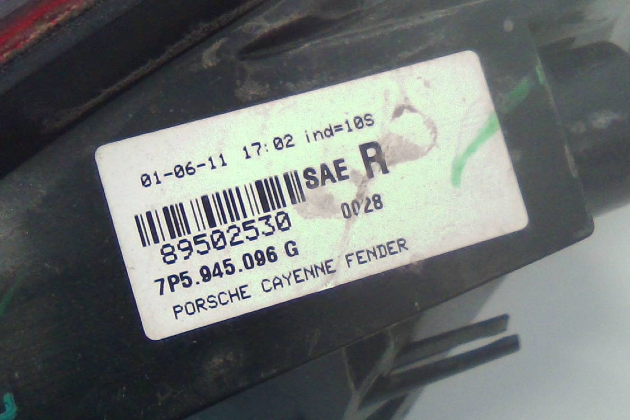 01-06-11 17:02 ind=10S
SAE R
89502530
0028
7P5.945.096 G
PORSCHE CAYENNE FENDER